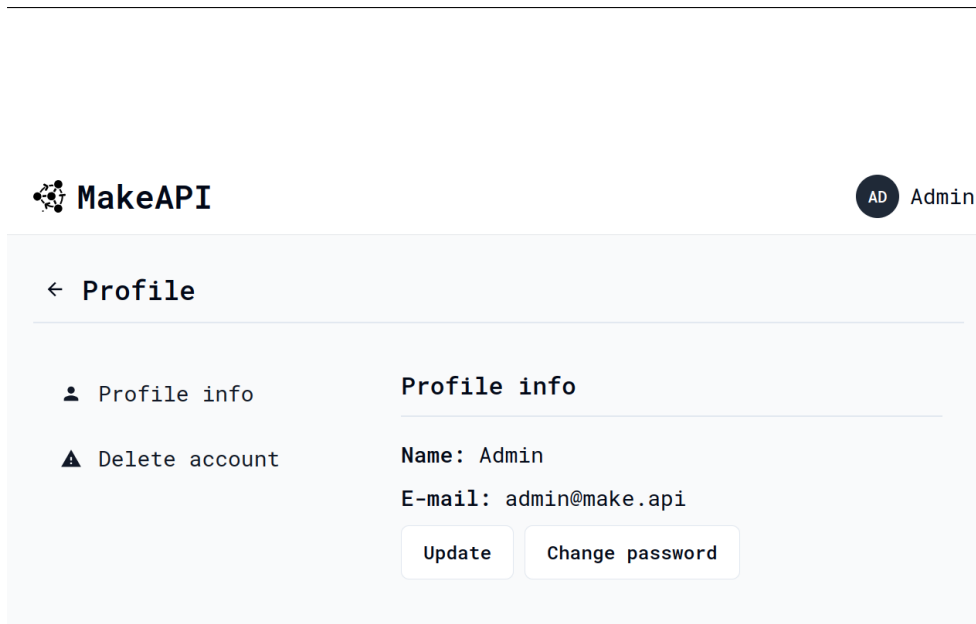 MakeAPI
AD Admin
Profile
Profile info
Delete account
Profile info
Name: Admin
E-mail: admin@make.api
Update Change password